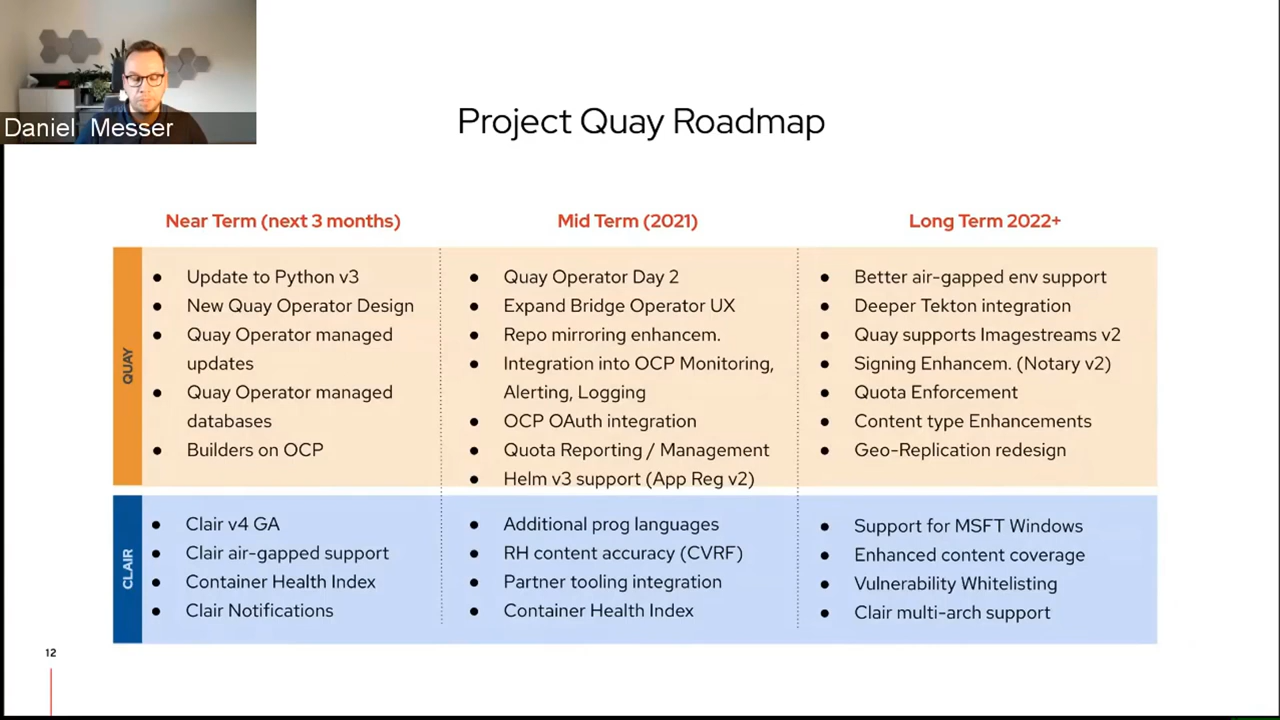 Daniel Messer
Project Quay Roadmap
Near Term (next 3 months)
Mid Term (2021)
Long Term 2022+
QUAY
Update to Python v3
New Quay Operator Design
Quay Operator managed
updates
Quay Operator managed
databases
Builders on OCP
Quay Operator Day 2
Expand Bridge Operator UX
Repo mirroring enhancem.
Integration into OCP Monitoring,
Alerting, Logging
OCP OAuth integration
Quota Reporting / Management
Helm v3 support (App Reg v2)
Better air-gapped env support
Deeper Tekton integration
Quay supports Imagestreams v2
Signing Enhancem. (Notary v2)
Quota Enforcement
Content type Enhancements
Geo-Replication redesign
CLAIR
Clair v4 GA
Clair air-gapped support
Container Health Index
Clair Notifications
Additional prog languages
RH content accuracy (CVRF)
Partner tooling integration
Container Health Index
Support for MSFT Windows
Enhanced content coverage
Vulnerability Whitelisting
Clair multi-arch support
12